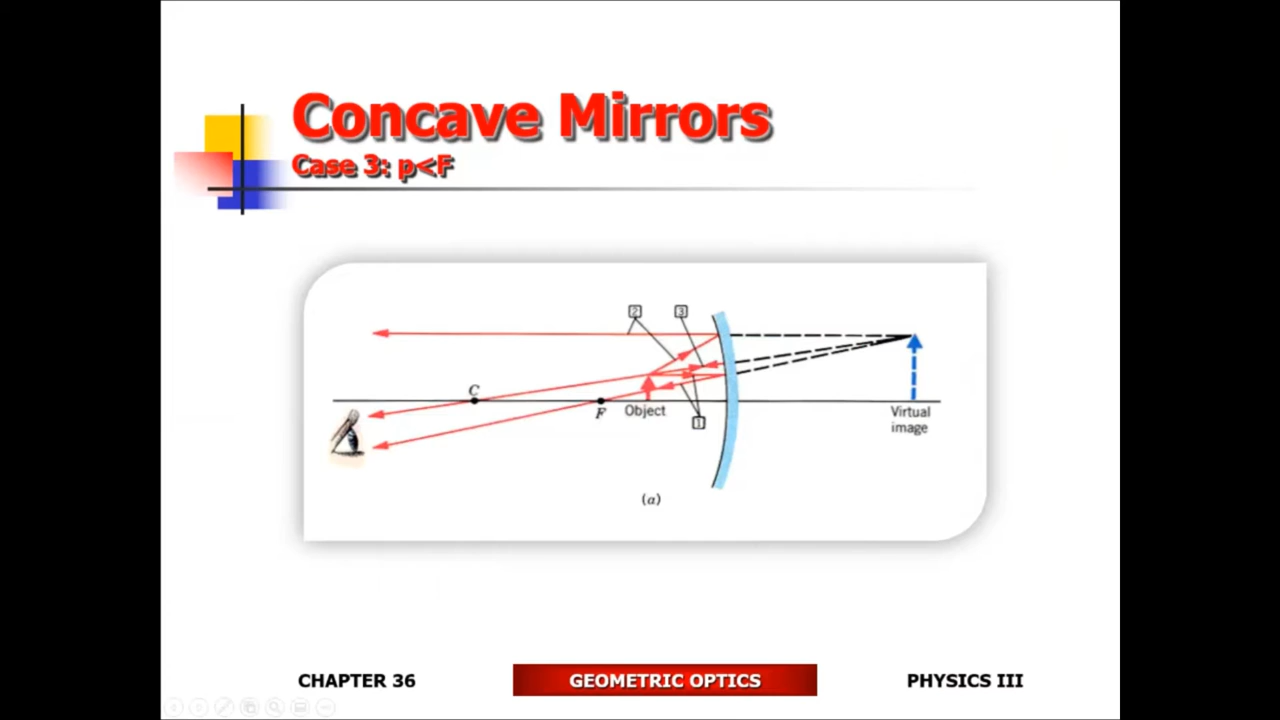 Concave Mirrors
Case 3: p<F
2
3
C
F
Object
1
Virtual
image
(a)
CHAPTER 36
GEOMETRIC OPTICS
PHYSICS III